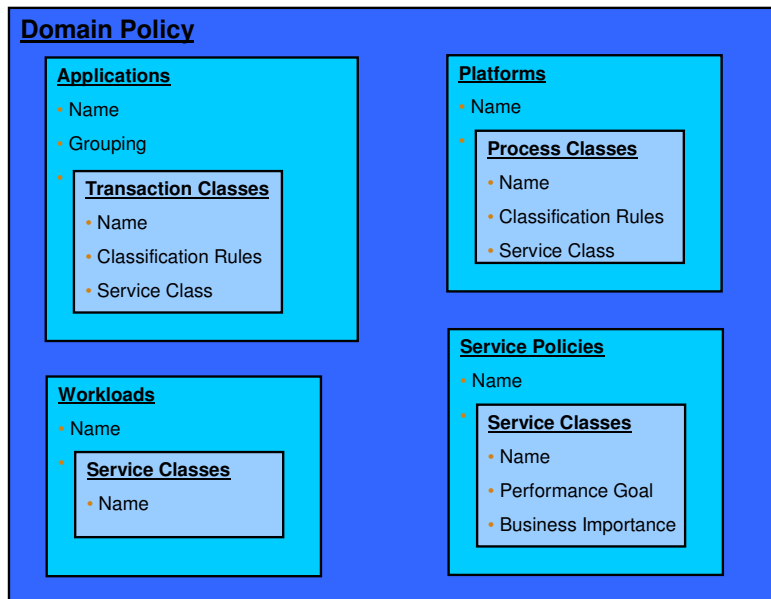 Domain Policy
Applications
• Name
• Grouping
•
Transaction Classes
• Name
• Classification Rules
• Service Class
Platforms
• Name
•
Process Classes
• Name
• Classification Rules
• Service Class
Workloads
• Name
•
Service Classes
• Name
Service Policies
• Name
•
Service Classes
• Name
• Performance Goal
• Business Importance